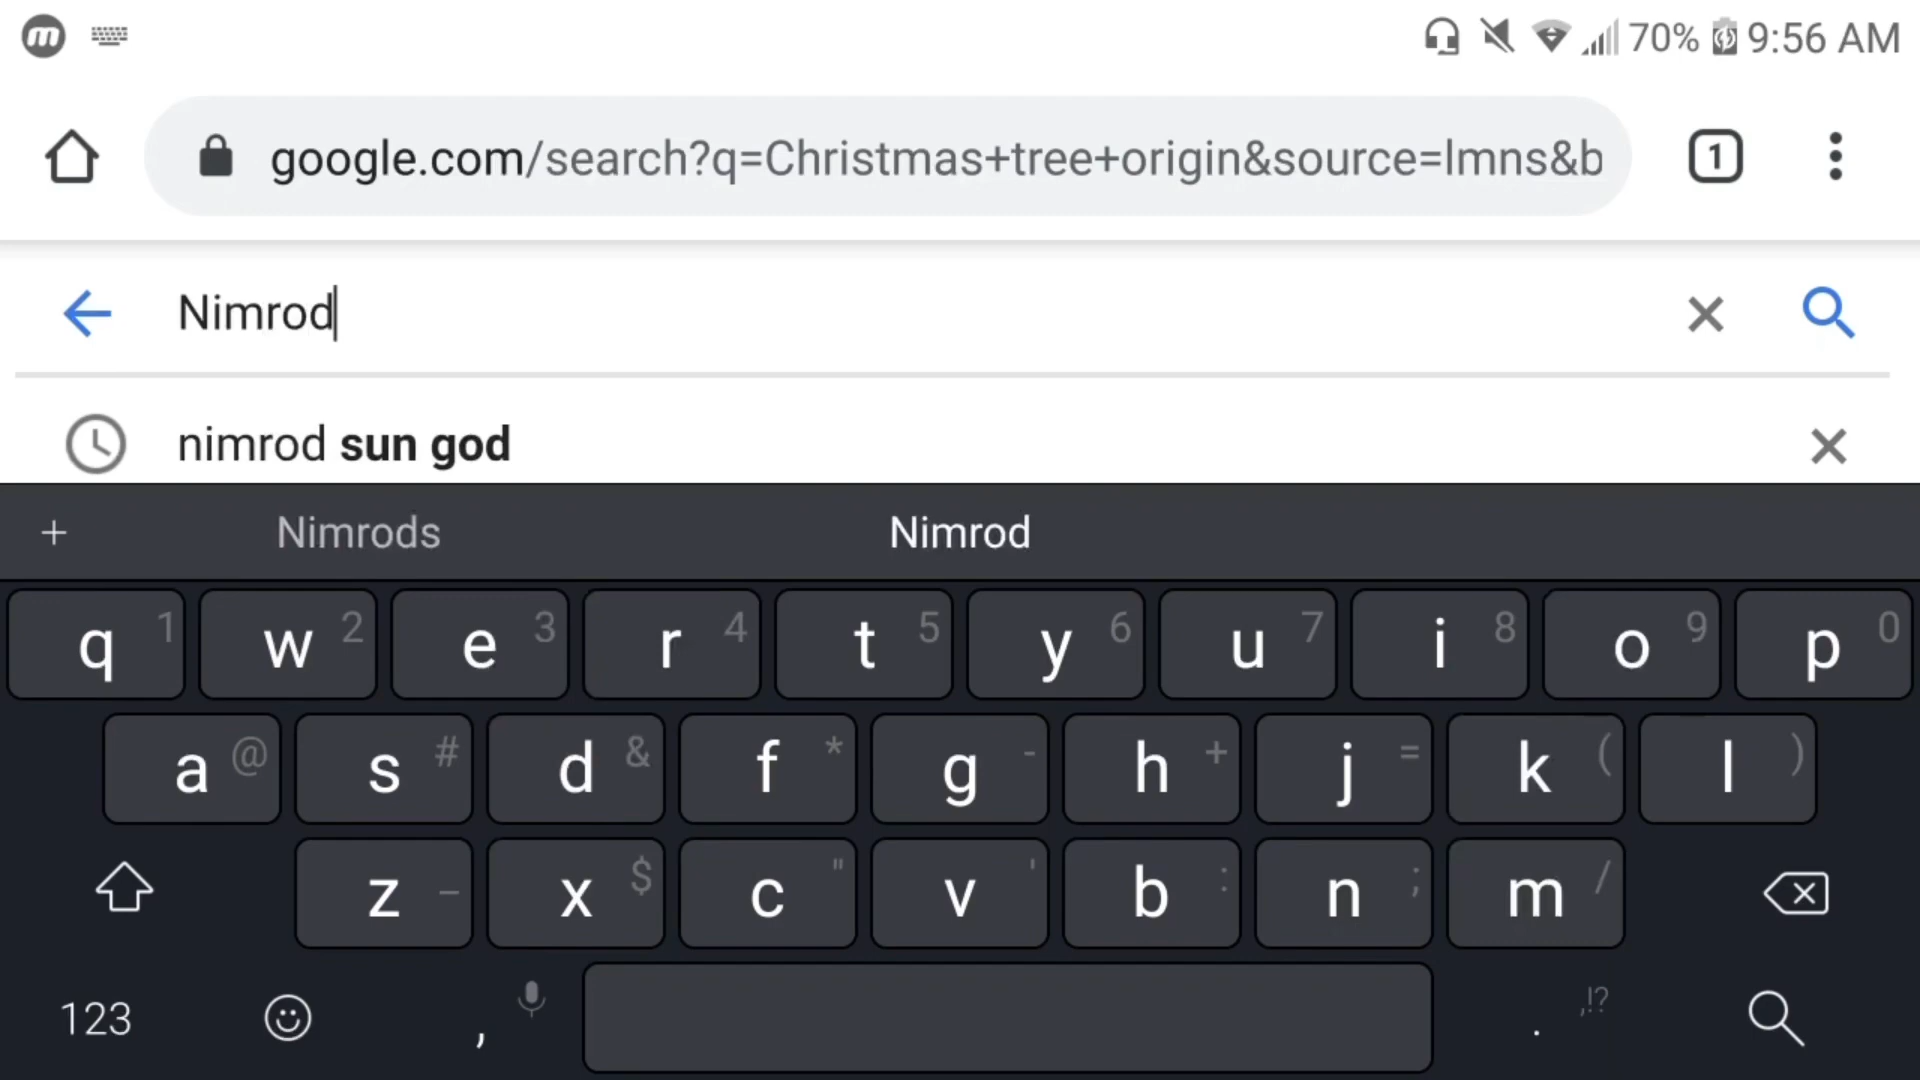 m 70% 9:56 AM
google.com/search?q=Christmas+tree+origin&source=lmns&b 1
Nimrod
nimrod sun god
+ Nimrods Nimrod
q 1 w 2 e 3 r 4 t 5 y 6 u 7 i 8 o 9 p 0
a @ s # d & f * g - h + j = k ( l )
z _ x $ c " v ' b : n ; m /
123 , . ,!?